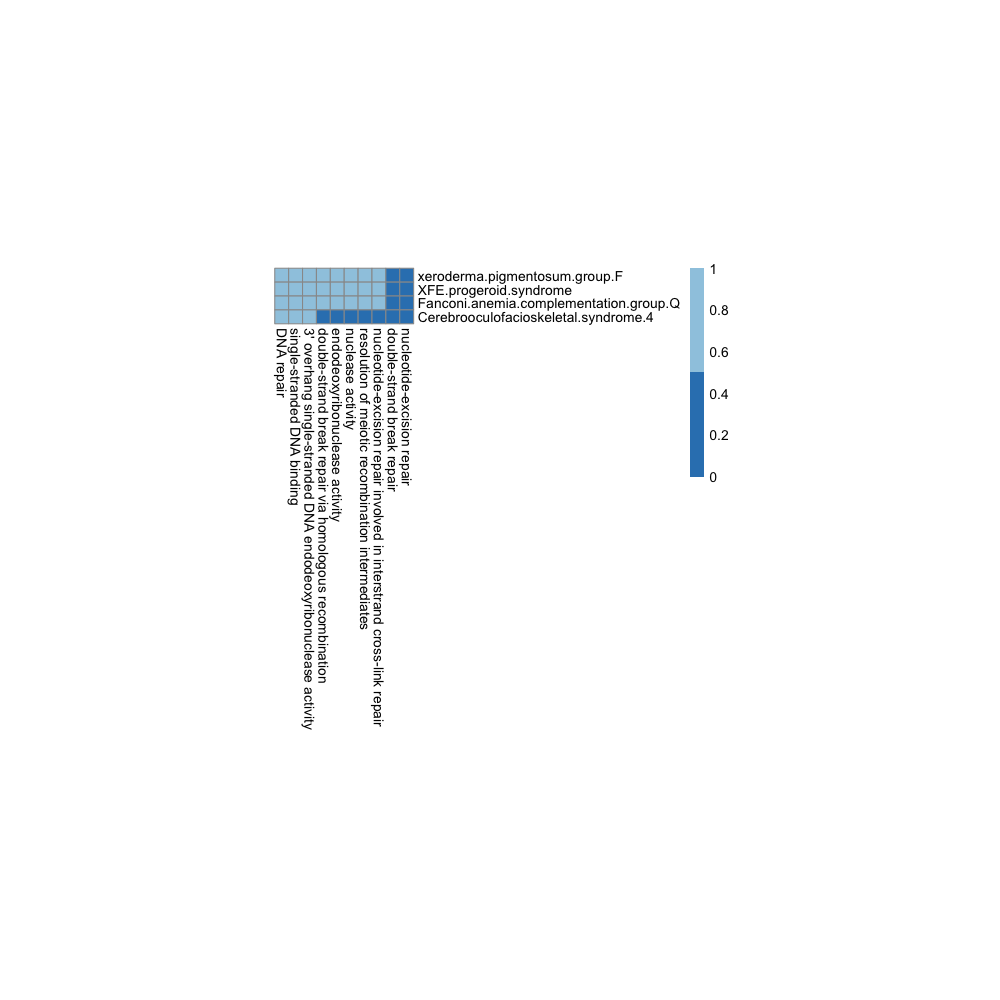 xeroderma.pigmentosum.group.F
XFE.progeroid.syndrome
Fanconi.anemia.complementation.group.Q
Cerebrooculofacioskeletal.syndrome.4
DNA repair
single-stranded DNA binding
3' overhang single-stranded DNA endodeoxyribonuclease activity
double-strand break repair via homologous recombination
endodeoxyribonuclease activity
nuclease activity
resolution of meiotic recombination intermediates
nucleotide-excision repair involved in interstrand cross-link repair
double-strand break repair
nucleotide-excision repair
1
0.8
0.6
0.4
0.2
0